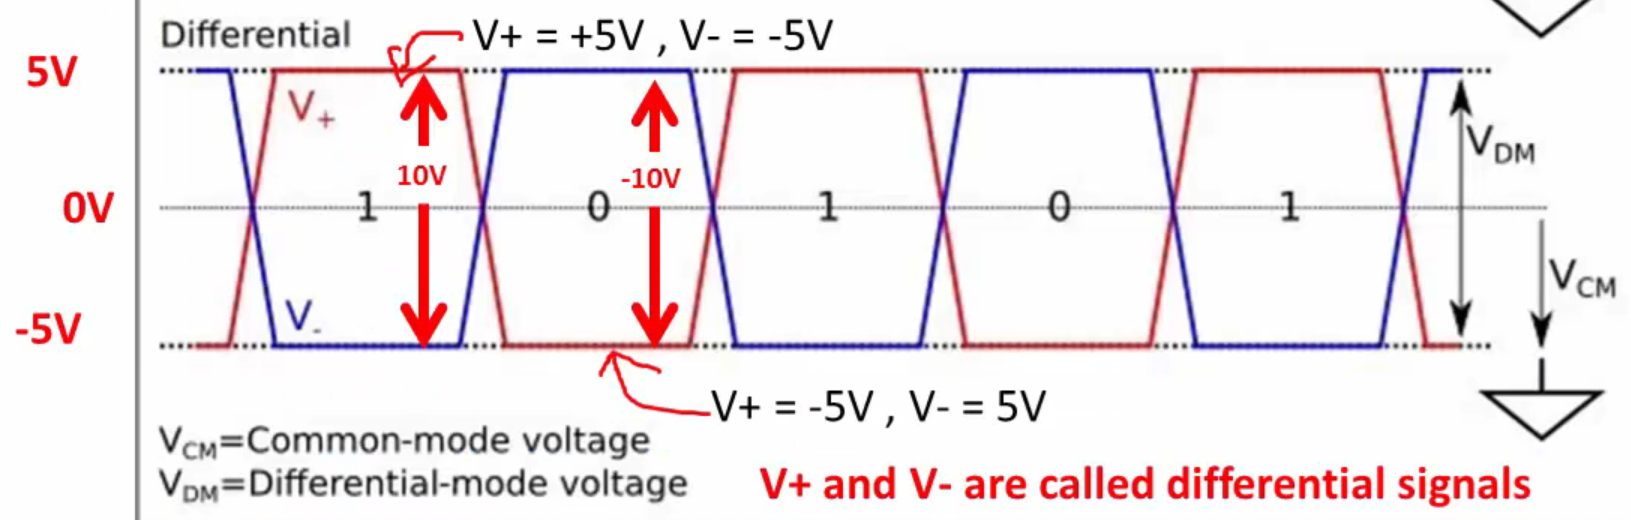 Differential
V+ = +5V , V- = -5V
5V
V+
VDM
10V
-10V
0V
1
0
1
0
1
VCM
V-
-5V
V+ = -5V , V- = 5V
VCM=Common-mode voltage
VDM=Differential-mode voltage
V+ and V- are called differential signals